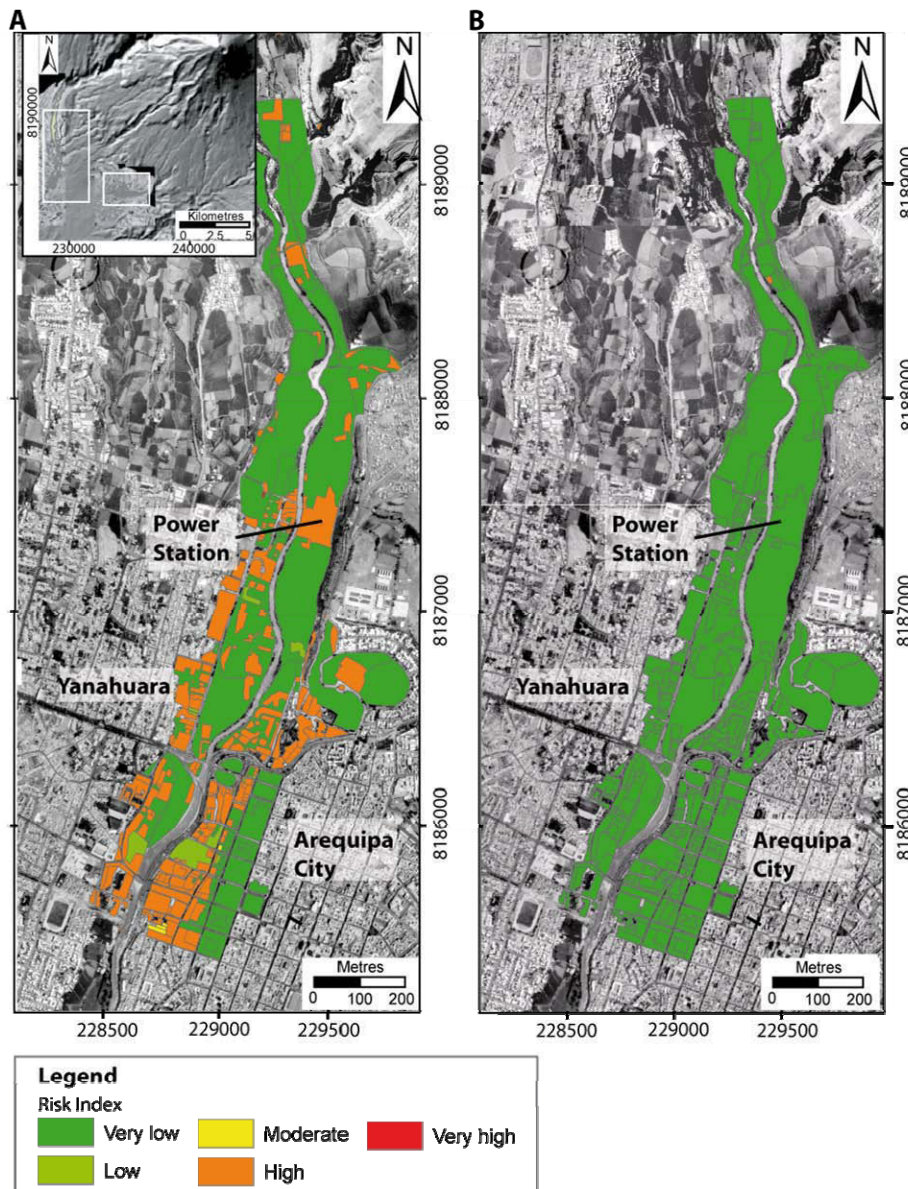 A
B
N
8190000
Kilometres
0 2.5 5
230000 240000
N
N
8189000
8189000
8188000
8188000
Power
Station
Power
Station
8187000
8187000
Yanahuara
Yanahuara
8186000
8186000
Arequipa
City
Arequipa
City
Metres
0 100 200
Metres
0 100 200
228500 229000 229500
228500 229000 229500
Legend
Risk Index
Very low
Moderate
Very high
Low
High